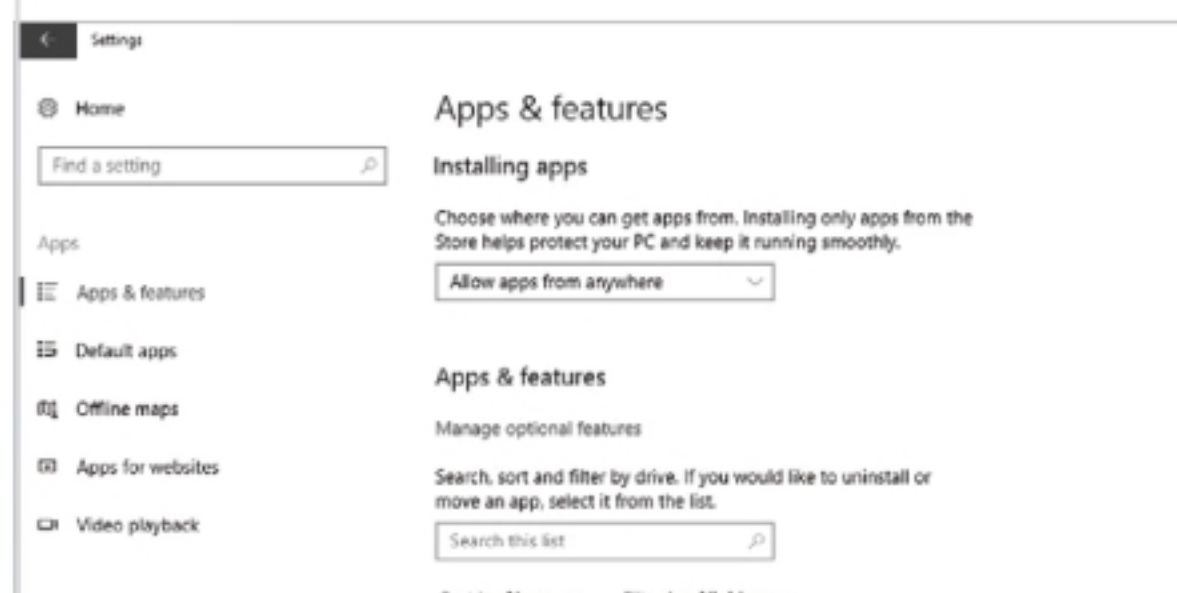 Settings
Home
Find a setting
Apps
Apps & features
Default apps
Offline maps
Apps for websites
Video playback
Apps & features
Installing apps
Choose where you can get apps from. Installing only apps from the
Store helps protect your PC and keep it running smoothly.
Allow apps from anywhere
Apps & features
Manage optional features
Search, sort and filter by drive. If you would like to uninstall or
move an app, select it from the list.
Search this list